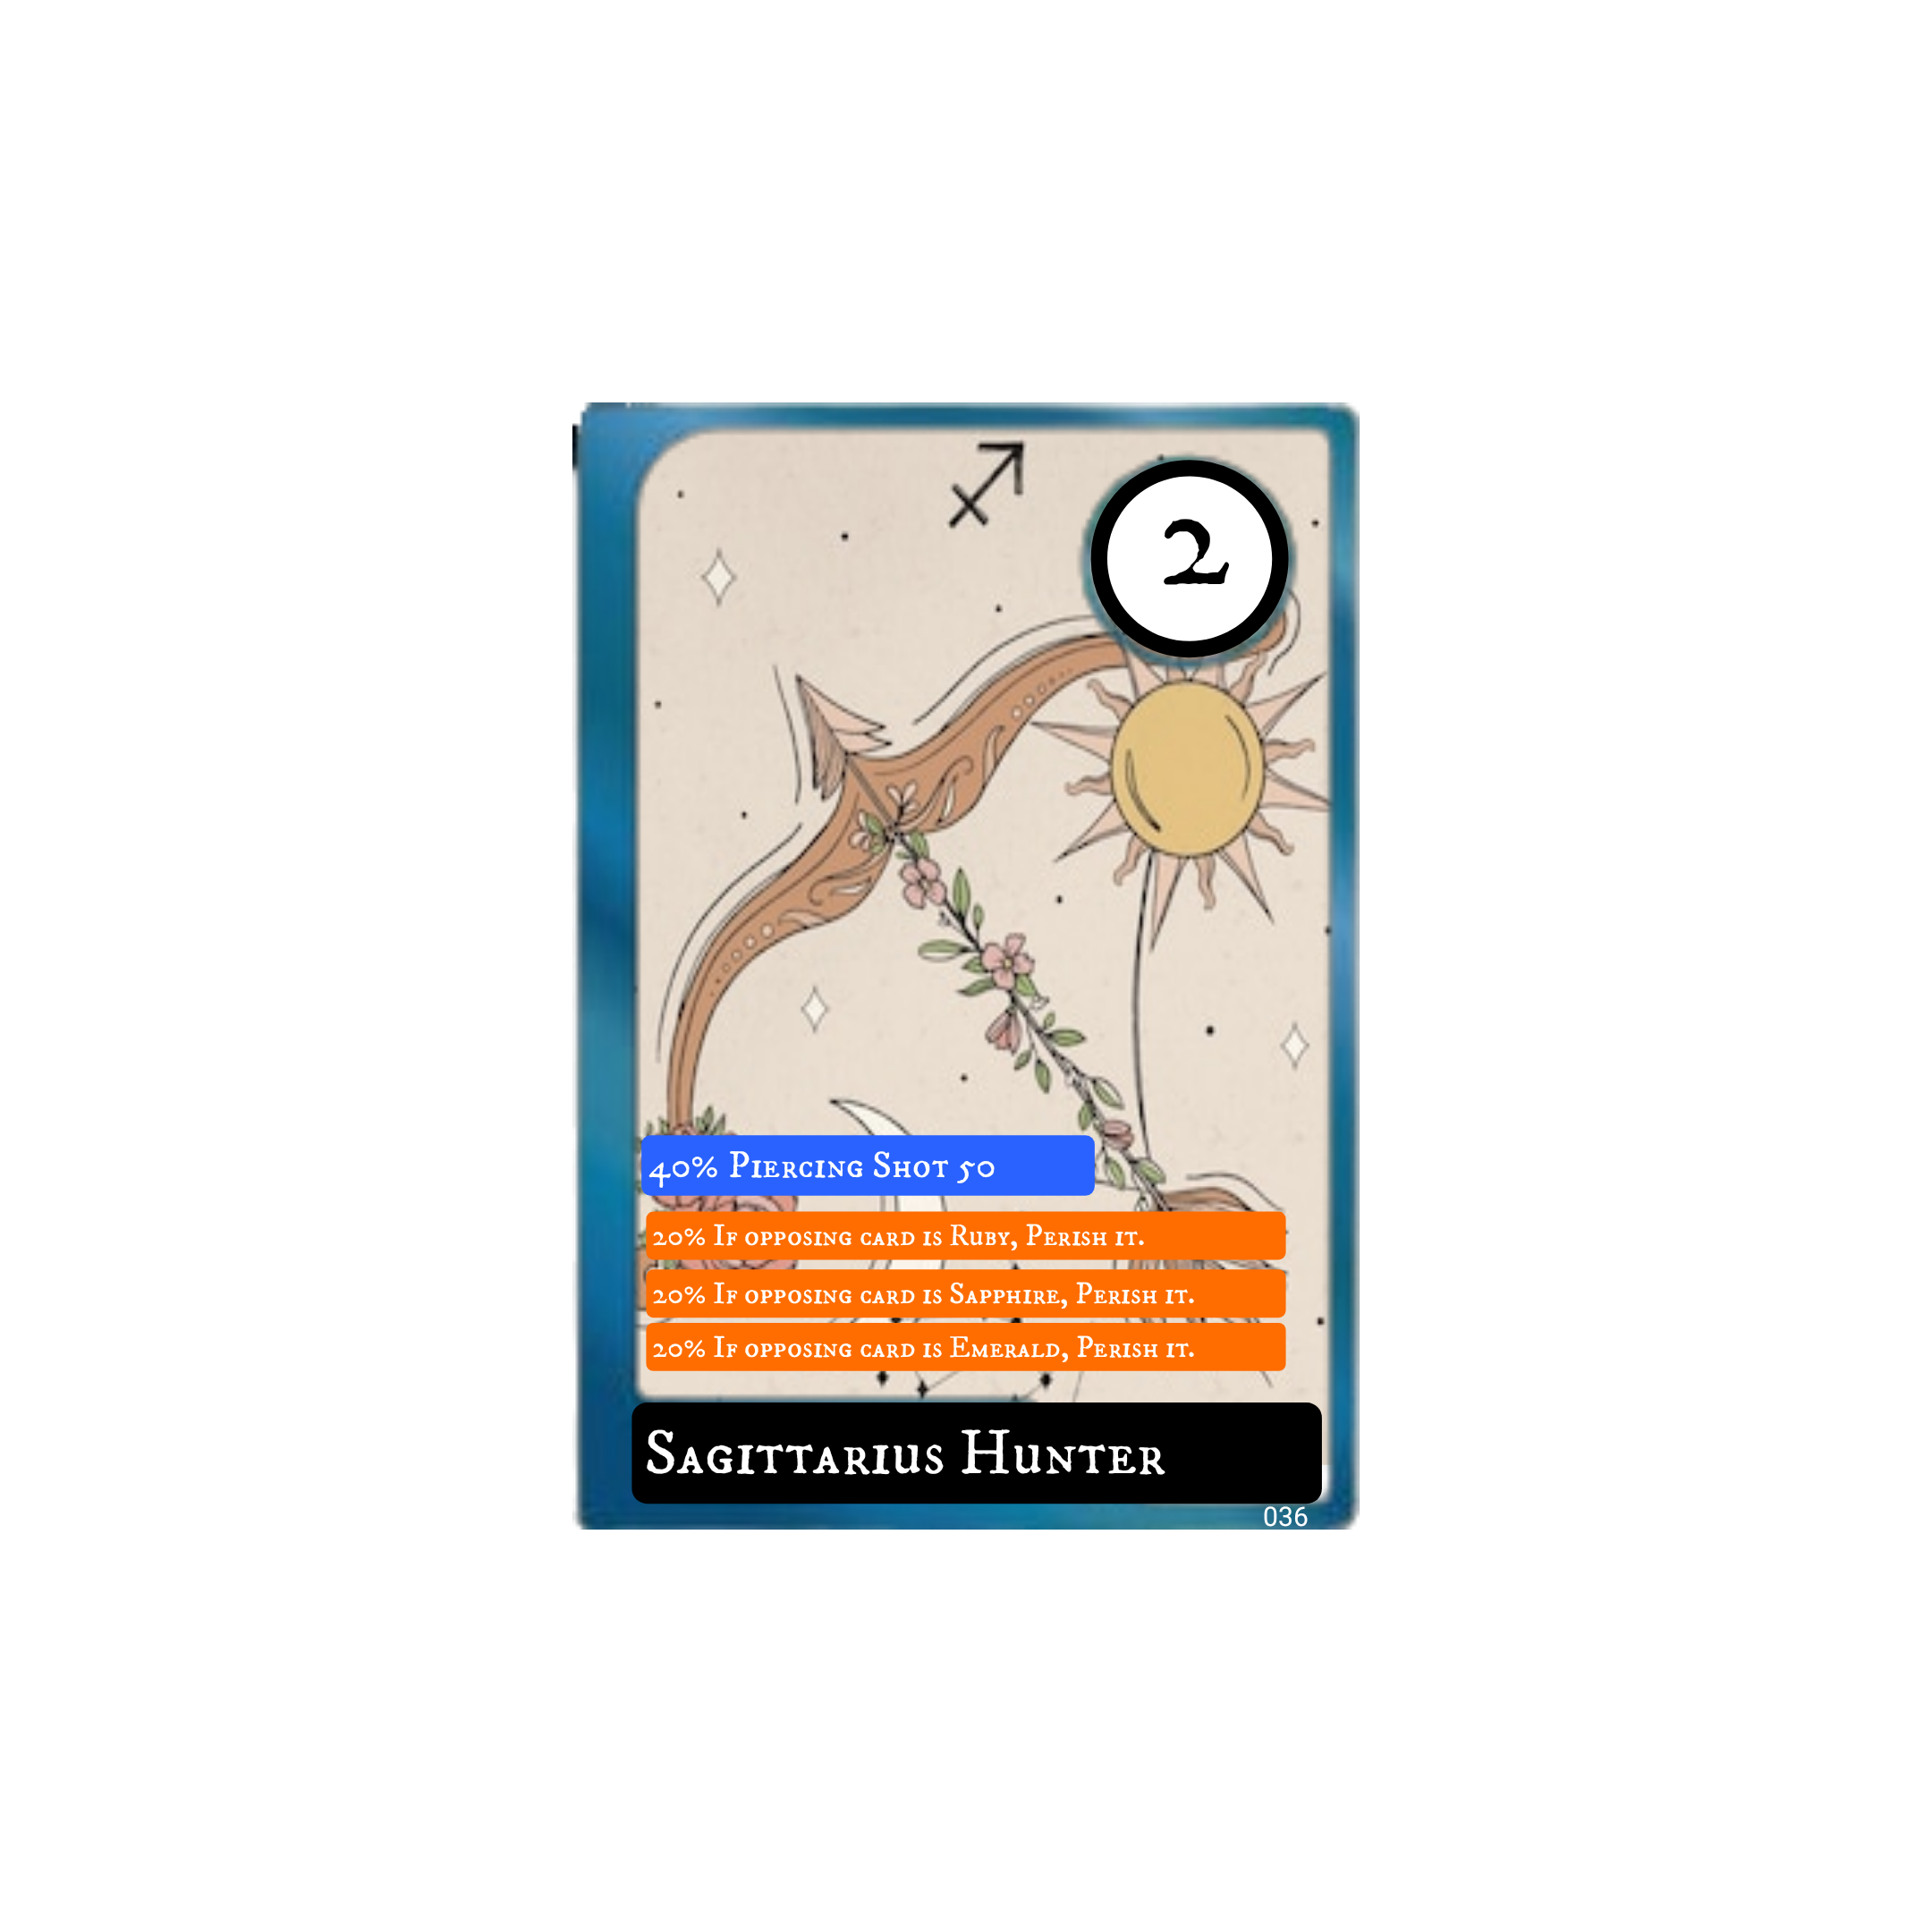 2
40% Piercing Shot 50
20% If opposing card is Ruby, Perish it.
20% If opposing card is Sapphire, Perish it.
20% If opposing card is Emerald, Perish it.
Sagittarius Hunter
036